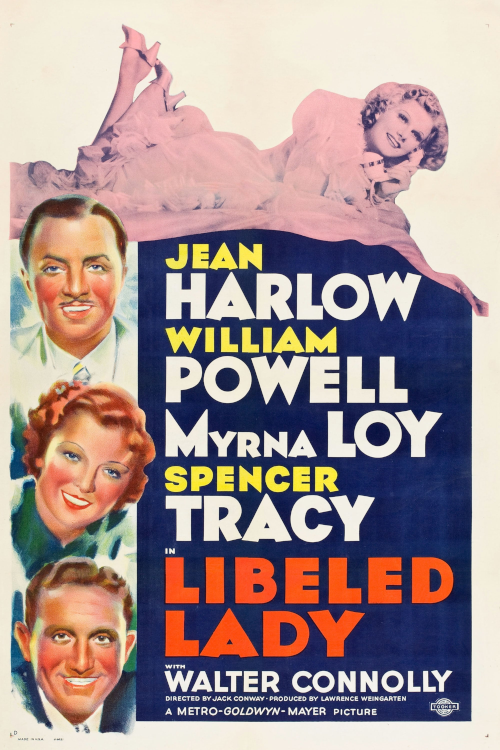 JEAN
HARLOW
WILLIAM
POWELL
MYRNA LOY
SPENCER
TRACY
IN
LIBELED
LADY
WITH
WALTER CONNOLLY
DIRECTED BY JACK CONWAY - PRODUCED BY LAWRENCE WEINGARTEN
A METRO-GOLDWYN-MAYER PICTURE
TOOKER